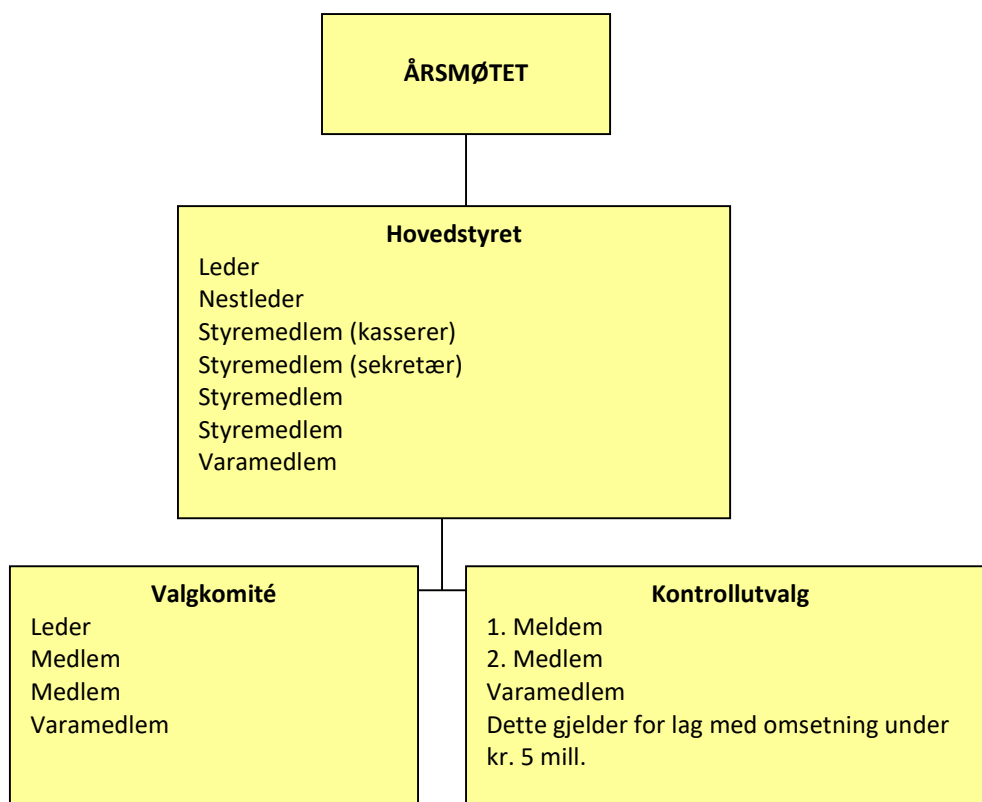 ÅRSMØTET
Hovedstyret
Leder
Nestleder
Styremedlem (kasserer)
Styremedlem (sekretær)
Styremedlem
Styremedlem
Varamedlem
Valgkomité
Leder
Medlem
Medlem
Varamedlem
Kontrollutvalg
1. Meldem
2. Medlem
Varamedlem
Dette gjelder for lag med omsetning under
kr. 5 mill.